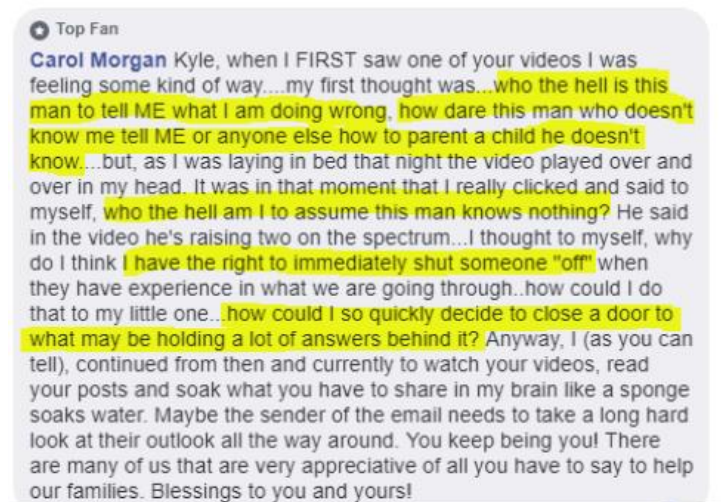 Top Fan
Carol Morgan Kyle, when I FIRST saw one of your videos I was
feeling some kind of way....my first thought was...who the hell is this
man to tell ME what I am doing wrong, how dare this man who doesn't
know me tell ME or anyone else how to parent a child he doesn't
know....but, as I was laying in bed that night the video played over and
over in my head. It was in that moment that I really clicked and said to
myself, who the hell am I to assume this man knows nothing? He said
in the video he's raising two on the spectrum...I thought to myself, why
do I think I have the right to immediately shut someone "off" when
they have experience in what we are going through..how could I do
that to my little one...how could I so quickly decide to close a door to
what may be holding a lot of answers behind it? Anyway, I (as you can
tell), continued from then and currently to watch your videos, read
your posts and soak what you have to share in my brain like a sponge
soaks water. Maybe the sender of the email needs to take a long hard
look at their outlook all the way around. You keep being you! There
are many of us that are very appreciative of all you have to say to help
our families. Blessings to you and yours!